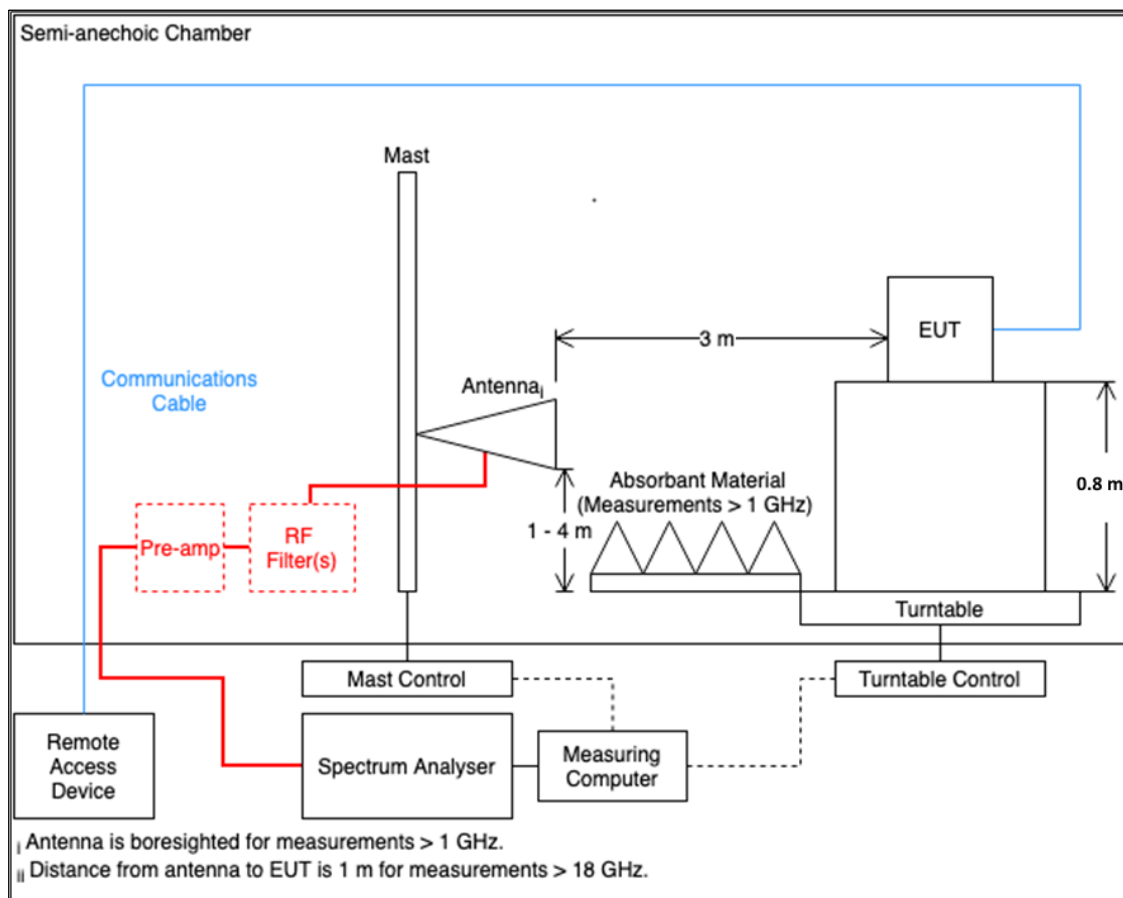 Semi-anechoic Chamber
Mast
EUT
3 m
Communications
Cable
Antennai
Absorbant Material
(Measurements > 1 GHz)
0.8 m
1 - 4 m
Pre-amp
RF
Filter(s)
Turntable
Mast Control
Turntable Control
Remote
Access
Device
Spectrum Analyser
Measuring
Computer
i Antenna is boresighted for measurements > 1 GHz.
ii Distance from antenna to EUT is 1 m for measurements > 18 GHz.